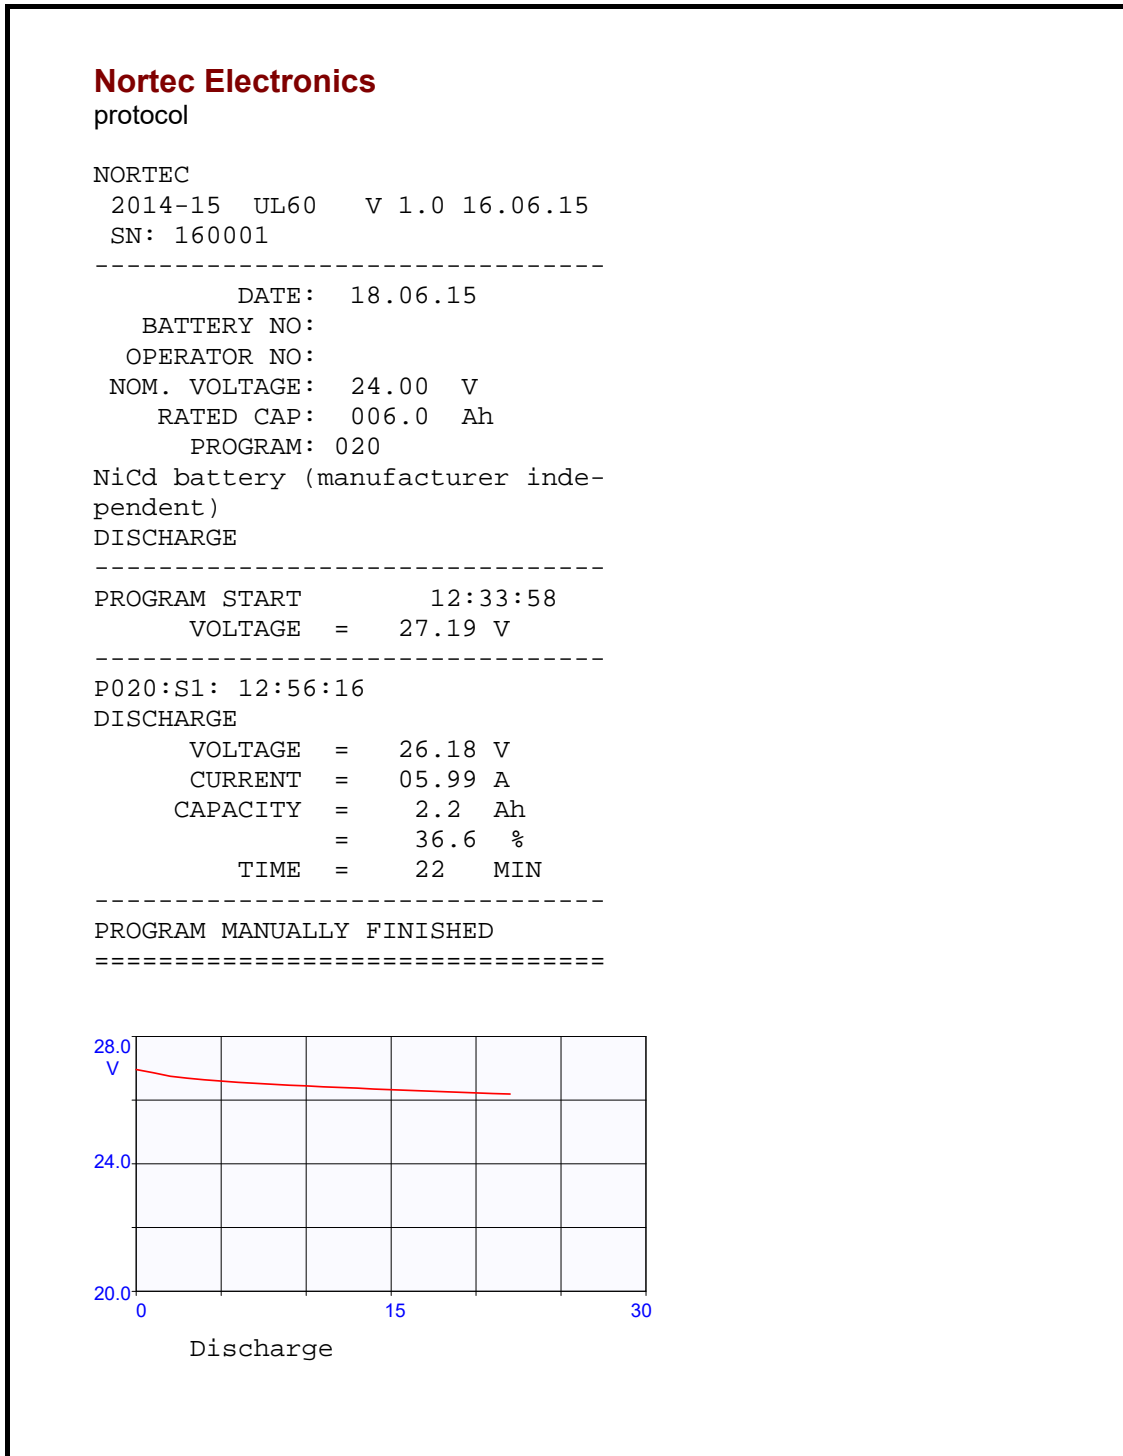 Nortec Electronics
protocol
NORTEC
 2014-15  UL60   V 1.0 16.06.15
 SN: 160001
--------------------------------
         DATE:  18.06.15
   BATTERY NO:
  OPERATOR NO:
 NOM. VOLTAGE:  24.00  V
    RATED CAP:  006.0  Ah
      PROGRAM: 020
NiCd battery (manufacturer inde-
pendent)
DISCHARGE
--------------------------------
PROGRAM START        12:33:58
      VOLTAGE  =   27.19 V
--------------------------------
P020:S1: 12:56:16
DISCHARGE
      VOLTAGE  =   26.18 V
      CURRENT  =   05.99 A
     CAPACITY  =    2.2  Ah
               =    36.6  %
         TIME  =    22   MIN
--------------------------------
PROGRAM MANUALLY FINISHED
================================
28.0
V
24.0
20.0
0 15 30
Discharge